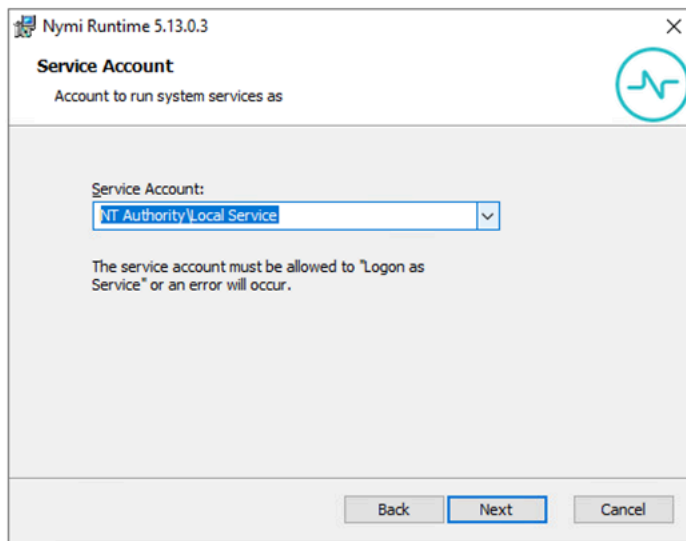 Nymi Runtime 5.13.0.3
Service Account
Account to run system services as
Service Account:
NT Authority\Local Service
The service account must be allowed to "Logon as
Service" or an error will occur.
Back Next Cancel